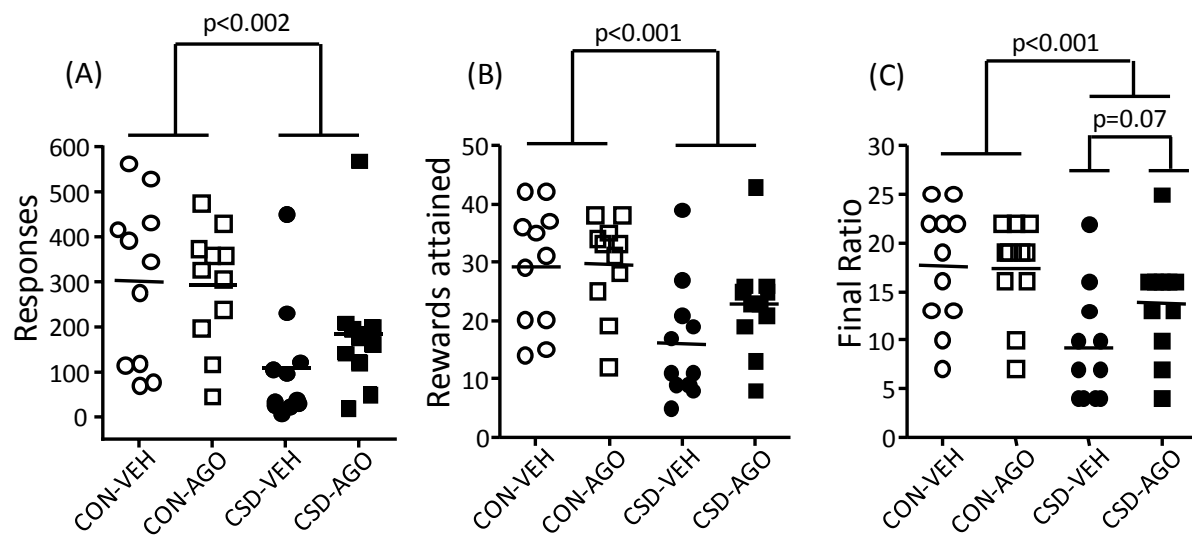 p<0.002
(A)
Responses
600
500
400
300
200
100
0
CON-VEH
CON-AGO
CSD-VEH
CSD-AGO
p<0.001
(B)
Rewards attained
50
40
30
20
10
0
CON-VEH
CON-AGO
CSD-VEH
CSD-AGO
p<0.001
(C)
p=0.07
Final Ratio
30
25
20
15
10
5
0
CON-VEH
CON-AGO
CSD-VEH
CSD-AGO